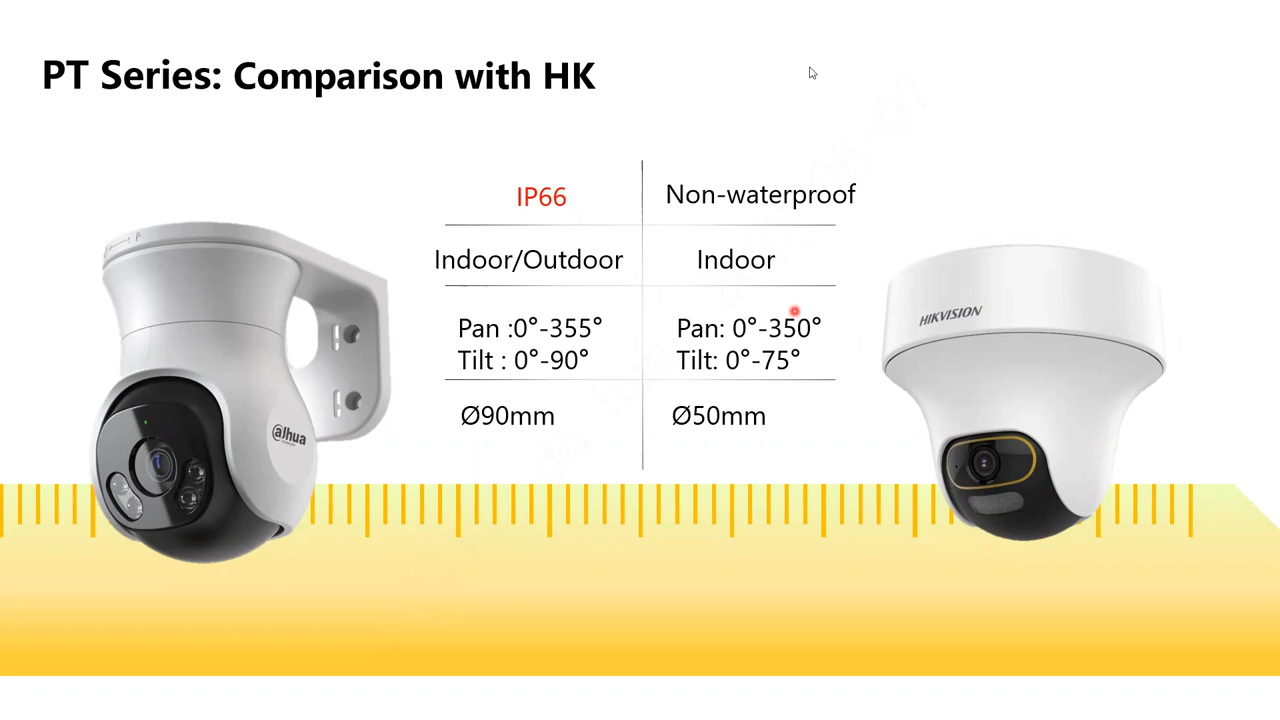 PT Series: Comparison with HK
IP66
Non-waterproof
Indoor/Outdoor
Indoor
Pan :0°-355°
Tilt : 0°-90°
Pan: 0°-350°
Tilt: 0°-75°
Ø90mm
Ø50mm
alhua
HIKVISION